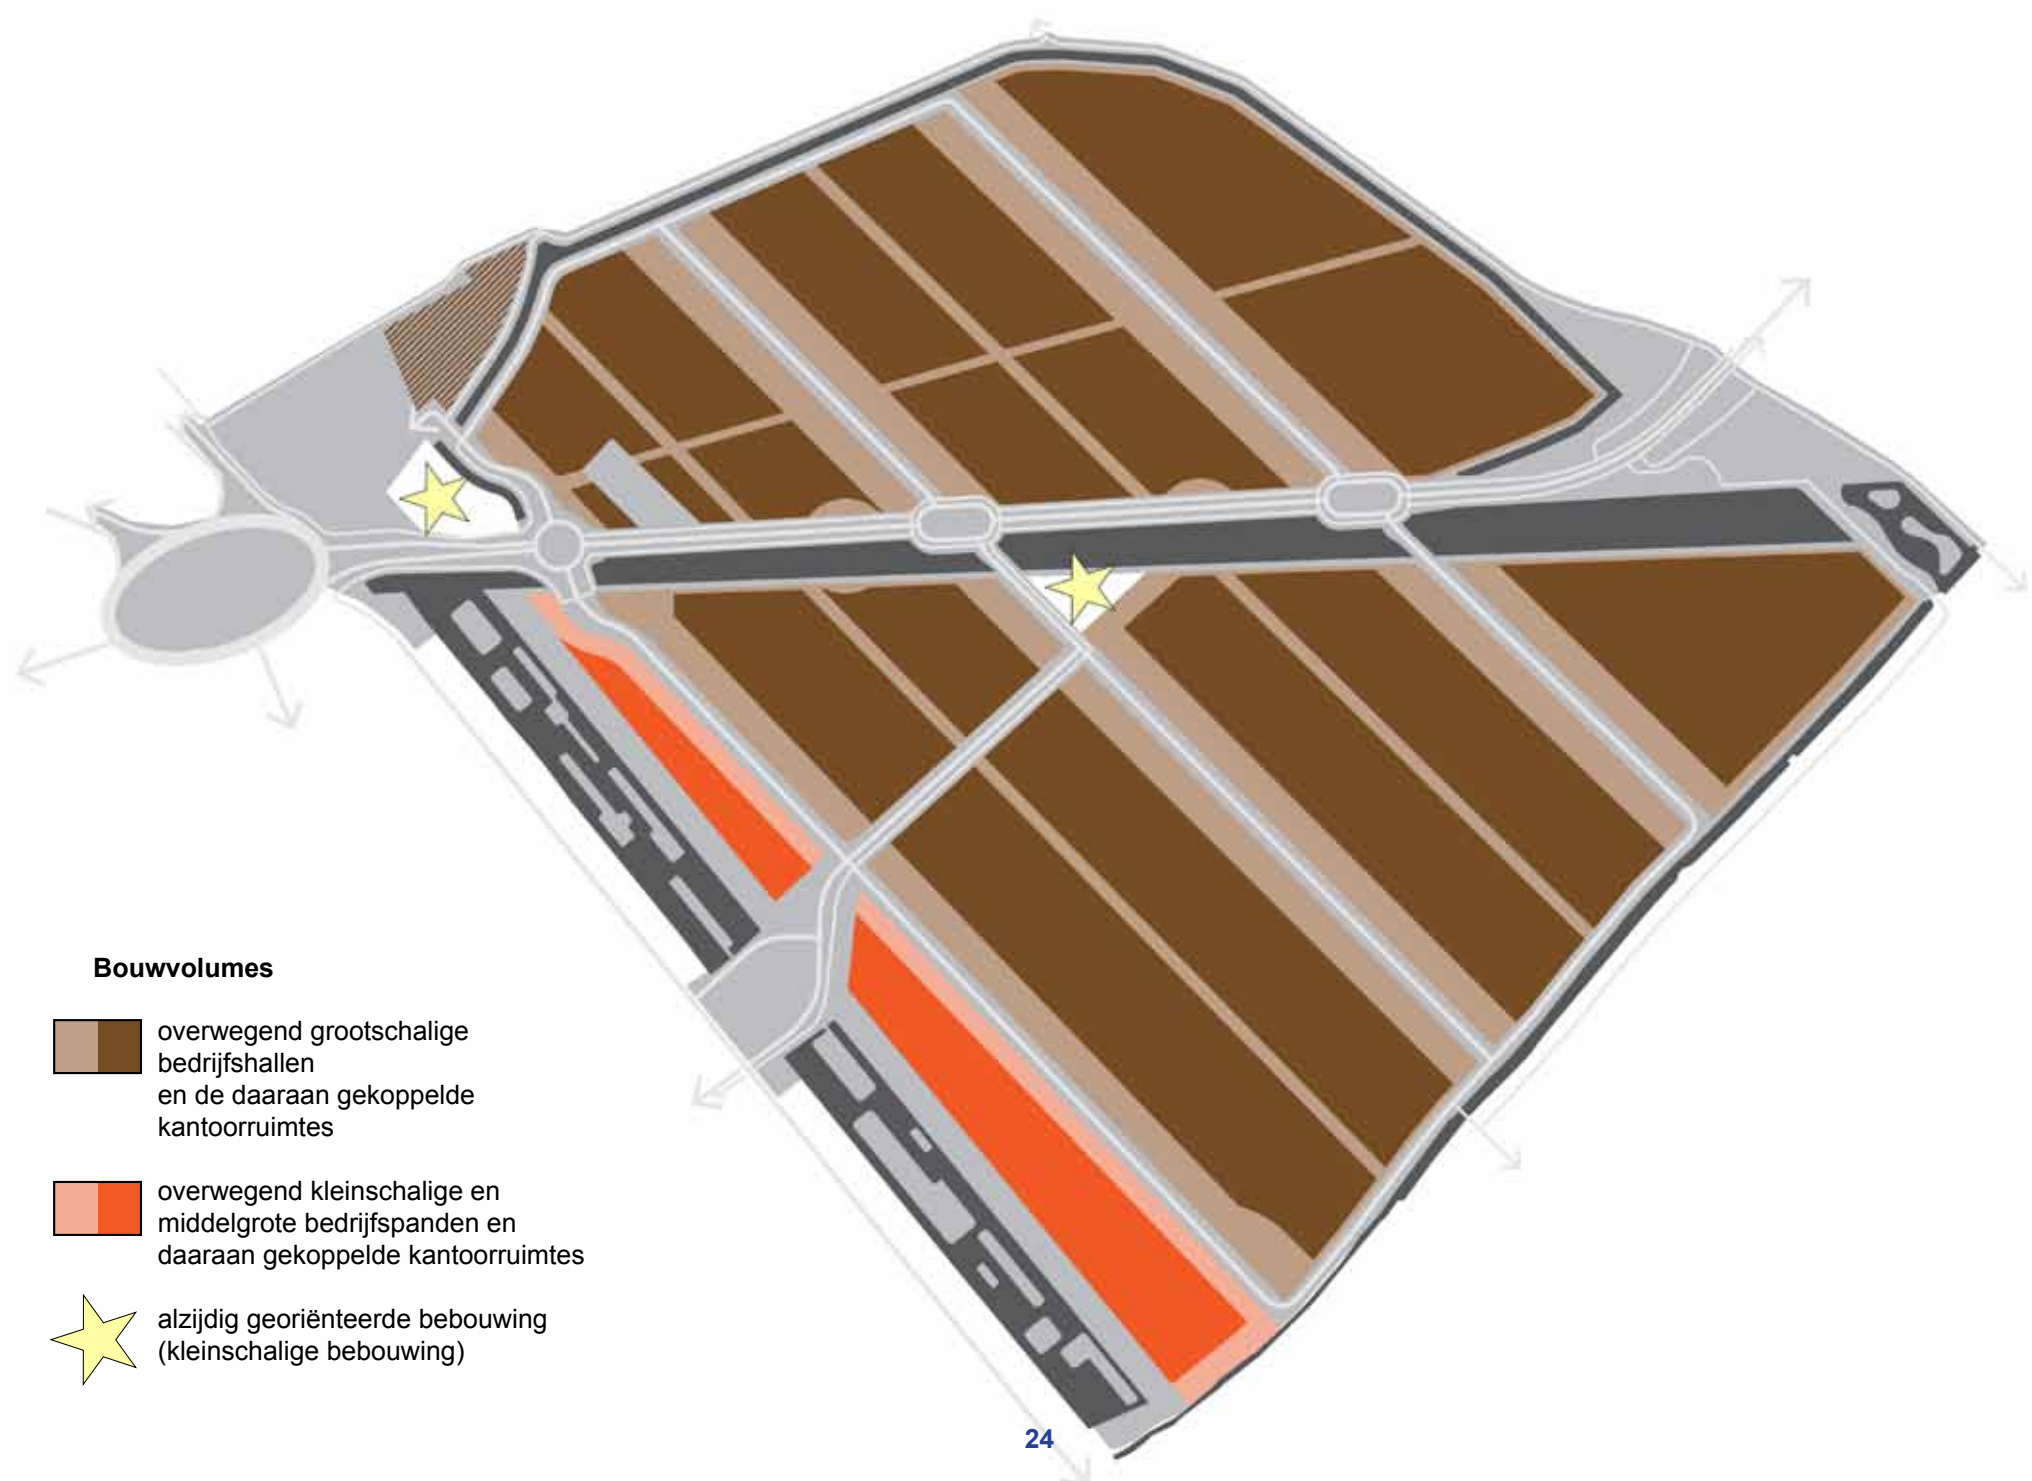 Bouwvolumes
overwegend grootschalige
bedrijfshallen
en de daaraan gekoppelde
kantoorruimtes
overwegend kleinschalige en
middelgrote bedrijfspanden en
daaraan gekoppelde kantoorruimtes
alzijdig georiënteerde bebouwing
(kleinschalige bebouwing)
24